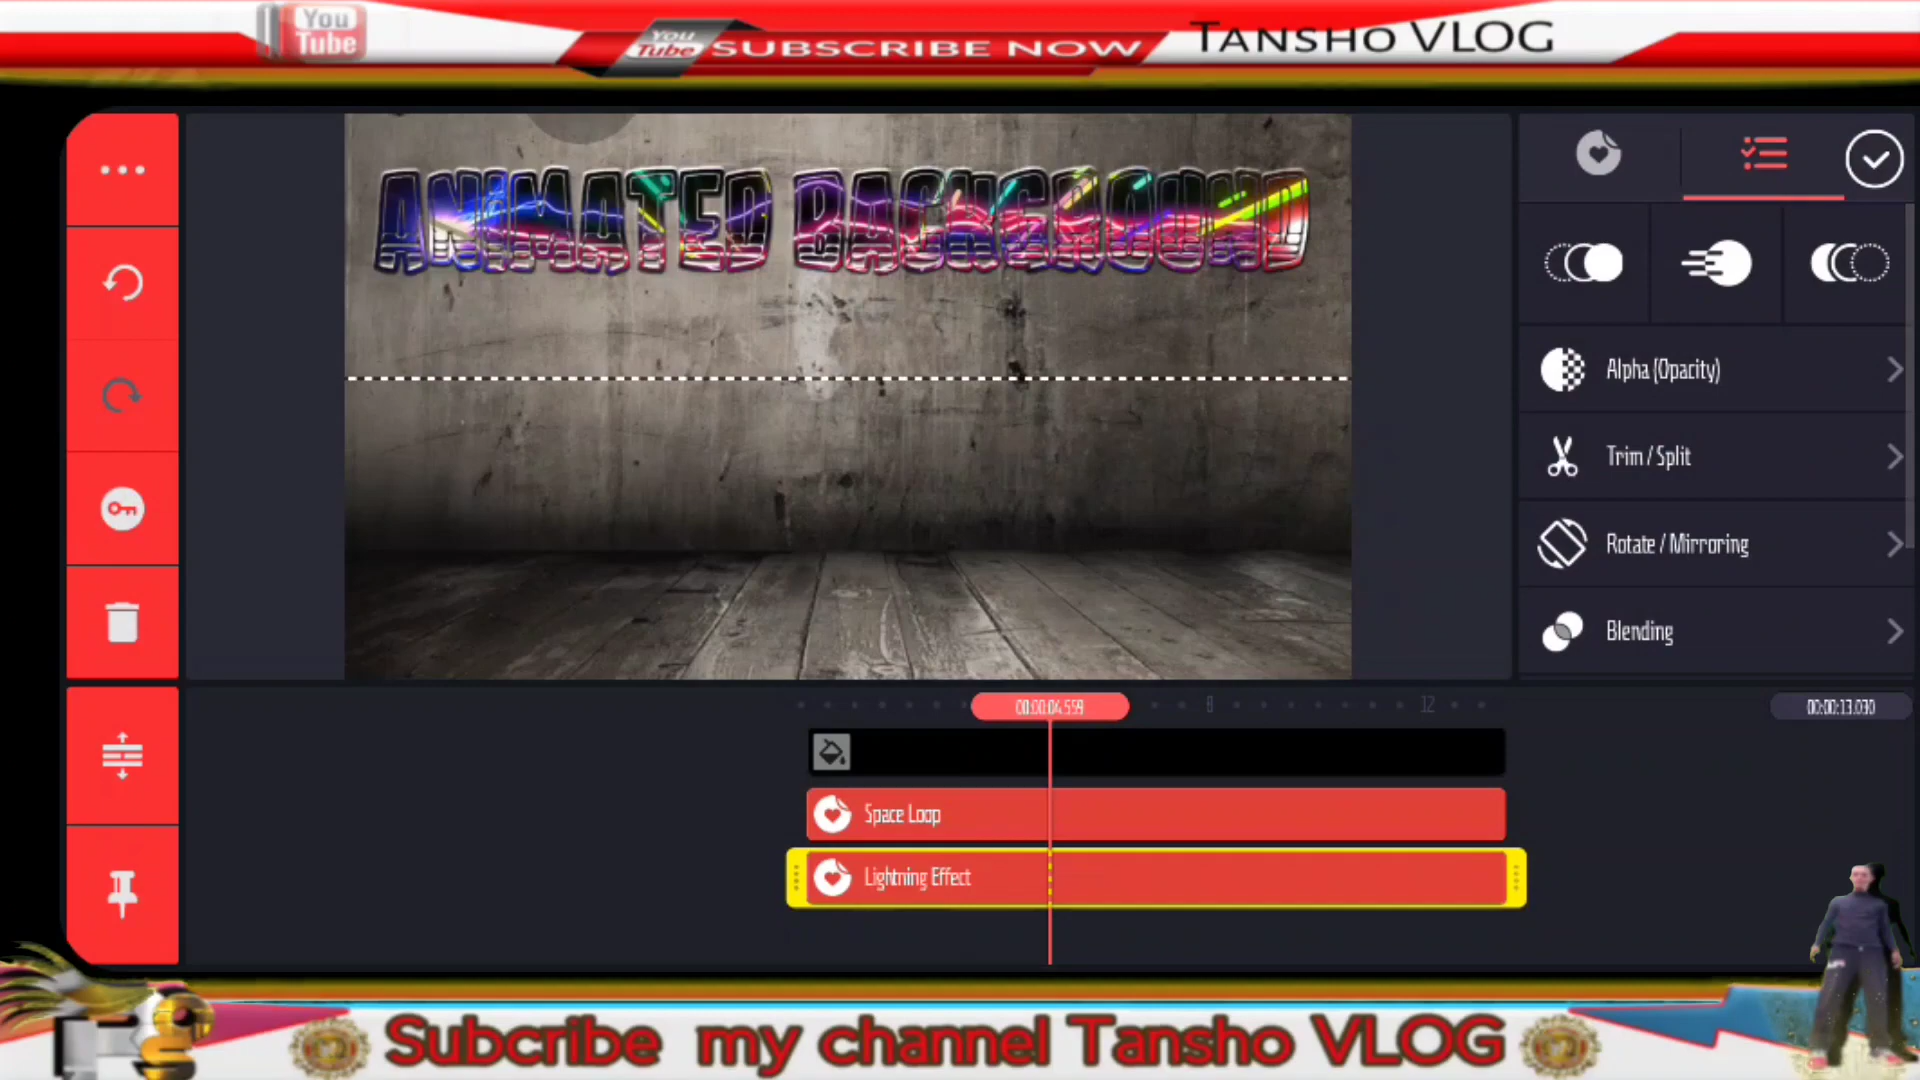 You Tube
You Tube SUBSCRIBE NOW
TANSHO VLOG
ANIMATED BACKGROUND
Alpha (Opacity)
Trim / Split
Rotate / Mirroring
Blending
00:00:04.559
8
12
00:00:13.030
Space Loop
Lightning Effect
Subcribe my channel Tansho VLOG